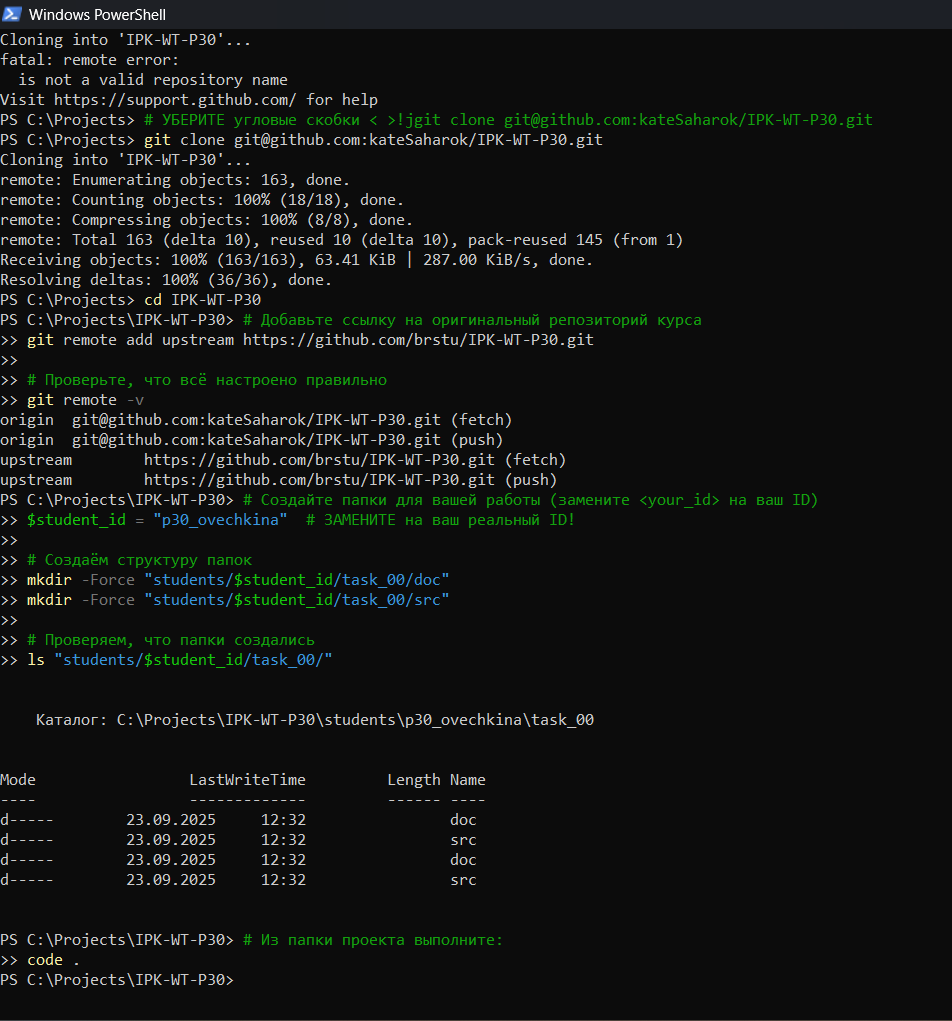 Windows PowerShell
Cloning into 'IPK-WT-P30'...
fatal: remote error:
  is not a valid repository name
Visit https://support.github.com/ for help
PS C:\Projects> # УБЕРИТЕ угловые скобки < >!jgit clone git@github.com:kateSaharok/IPK-WT-P30.git
PS C:\Projects> git clone git@github.com:kateSaharok/IPK-WT-P30.git
Cloning into 'IPK-WT-P30'...
remote: Enumerating objects: 163, done.
remote: Counting objects: 100% (18/18), done.
remote: Compressing objects: 100% (8/8), done.
remote: Total 163 (delta 10), reused 10 (delta 10), pack-reused 145 (from 1)
Receiving objects: 100% (163/163), 63.41 KiB | 287.00 KiB/s, done.
Resolving deltas: 100% (36/36), done.
PS C:\Projects> cd IPK-WT-P30
PS C:\Projects\IPK-WT-P30> # Добавьте ссылку на оригинальный репозиторий курса
>> git remote add upstream https://github.com/brstu/IPK-WT-P30.git
>>
>> # Проверьте, что всё настроено правильно
>> git remote -v
origin  git@github.com:kateSaharok/IPK-WT-P30.git (fetch)
origin  git@github.com:kateSaharok/IPK-WT-P30.git (push)
upstream        https://github.com/brstu/IPK-WT-P30.git (fetch)
upstream        https://github.com/brstu/IPK-WT-P30.git (push)
PS C:\Projects\IPK-WT-P30> # Создайте папки для вашей работы (замените <your_id> на ваш ID)
>> $student_id = "p30_ovechkina"  # ЗАМЕНИТЕ на ваш реальный ID!
>>
>> # Создаём структуру папок
>> mkdir -Force "students/$student_id/task_00/doc"
>> mkdir -Force "students/$student_id/task_00/src"
>>
>> # Проверяем, что папки создались
>> ls "students/$student_id/task_00/"
    Каталог: C:\Projects\IPK-WT-P30\students\p30_ovechkina\task_00
Mode                 LastWriteTime         Length Name
----                 -------------         ------ ----
d-----        23.09.2025     12:32                doc
d-----        23.09.2025     12:32                src
d-----        23.09.2025     12:32                doc
d-----        23.09.2025     12:32                src
PS C:\Projects\IPK-WT-P30> # Из папки проекта выполните:
>> code .
PS C:\Projects\IPK-WT-P30>